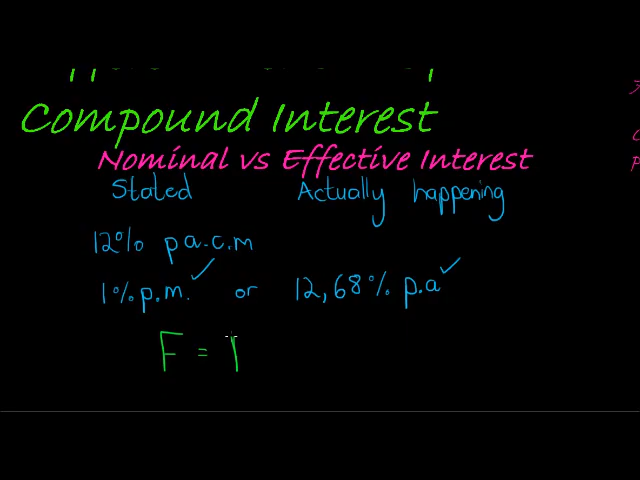 Compound Interest
Nominal vs Effective Interest
Stated Actually happening
12% p a.c.m
1% p.m. ✓ or 12,68% p.a ✓
F =